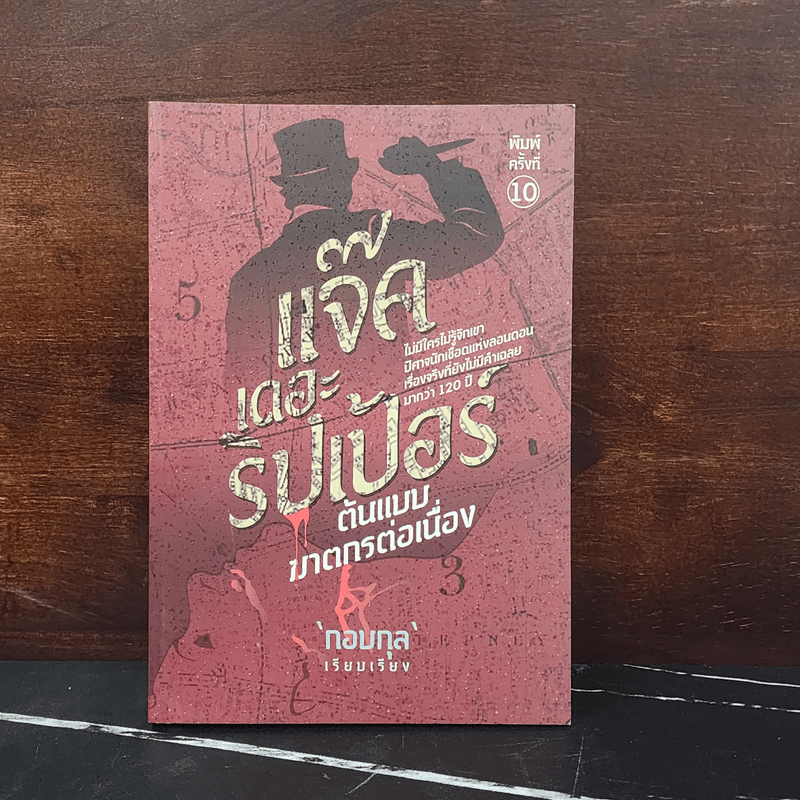 พิมพ์
ครั้งที่
10
แจ๊ค
เดอะ
ริปเป้อร์
ไม่มีใครไม่รู้จักเขา
ปีศาจนักเชือดแห่งลอนดอน
เรื่องจริงที่ยังไม่มีคำเฉลย
มากว่า 120 ปี
ต้นแบบ
ฆาตกรต่อเนื่อง
5
3
'กอบกุล'
เรียบเรียง